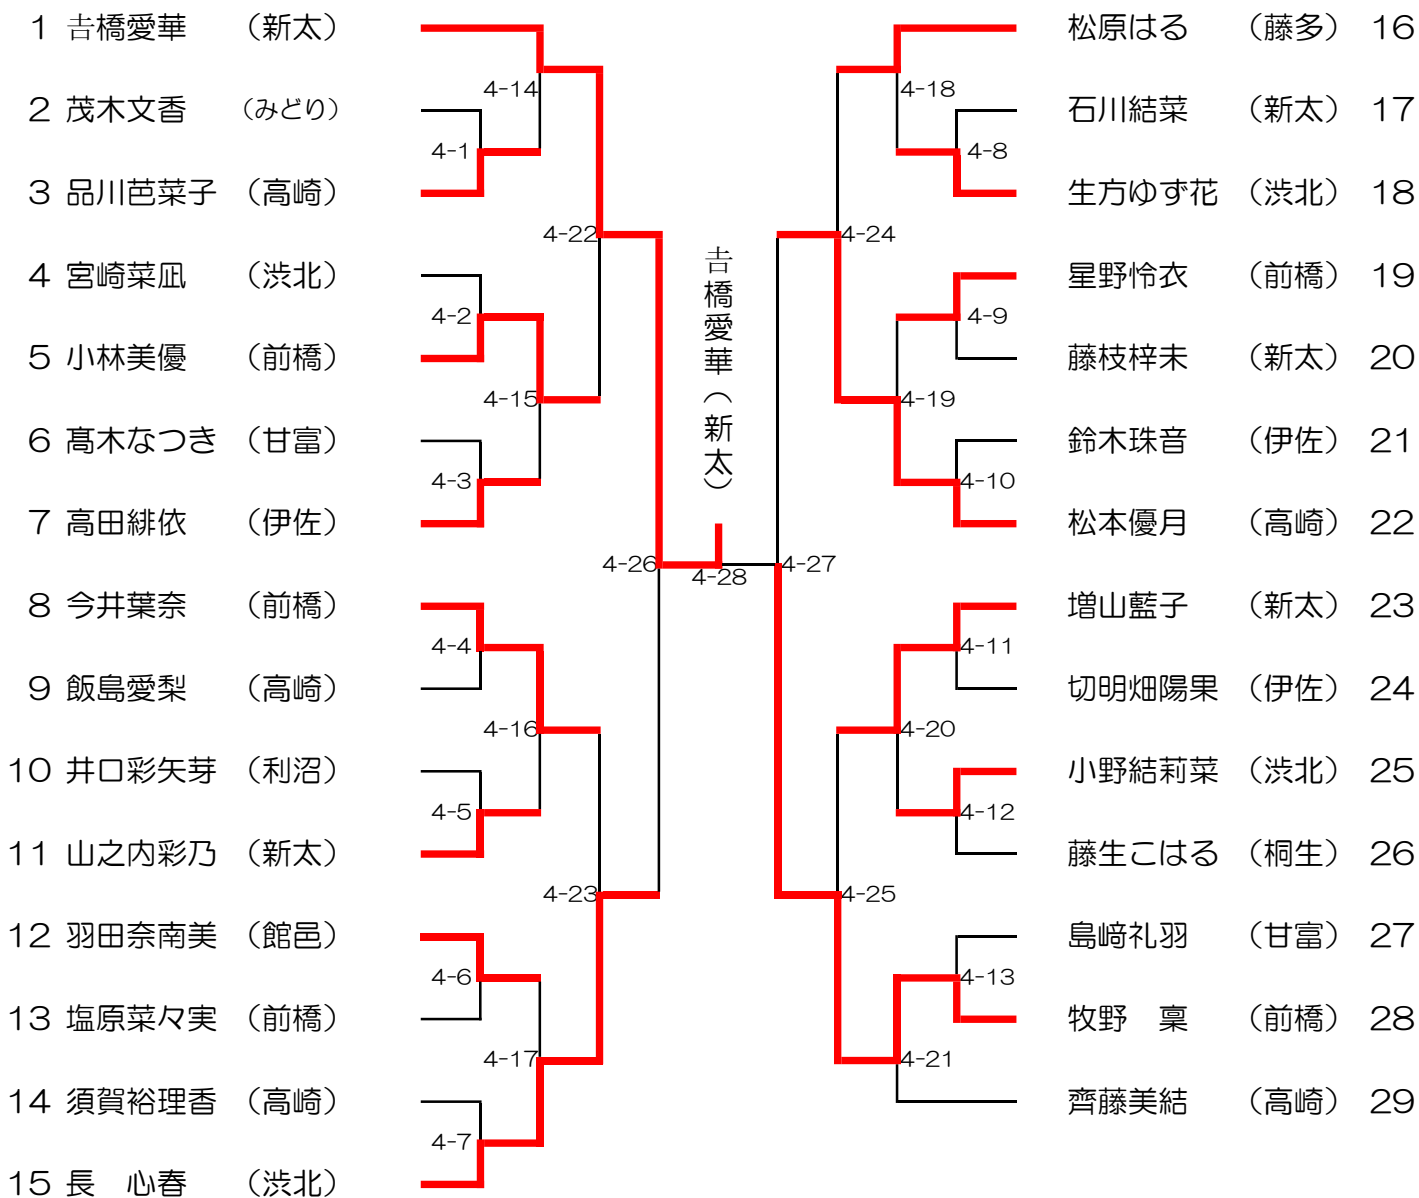 1 𠮷橋愛華 （新太）
2 茂木文香 （みどり）
3 品川芭菜子 （高崎）
4 宮崎菜凪 （渋北）
5 小林美優 （前橋）
6 髙木なつき （甘富）
7 高田緋依 （伊佐）
8 今井葉奈 （前橋）
9 飯島愛梨 （高崎）
10 井口彩矢芽 （利沼）
11 山之内彩乃 （新太）
12 羽田奈南美 （館邑）
13 塩原菜々実 （前橋）
14 須賀裕理香 （高崎）
15 長　心春 （渋北）
4-14
4-1
4-22
4-2
4-15
4-3
4-26
4-4
4-16
4-5
4-23
4-6
4-17
4-7
𠮷橋愛華（新太）
4-28
4-18
4-8
4-24
4-9
4-19
4-10
4-27
4-11
4-20
4-12
4-25
4-13
4-21
松原はる （藤多） 16
石川結菜 （新太） 17
生方ゆず花 （渋北） 18
星野怜衣 （前橋） 19
藤枝梓未 （新太） 20
鈴木珠音 （伊佐） 21
松本優月 （高崎） 22
増山藍子 （新太） 23
切明畑陽果 （伊佐） 24
小野結莉菜 （渋北） 25
藤生こはる （桐生） 26
島﨑礼羽 （甘富） 27
牧野　稟 （前橋） 28
齊藤美結 （高崎） 29